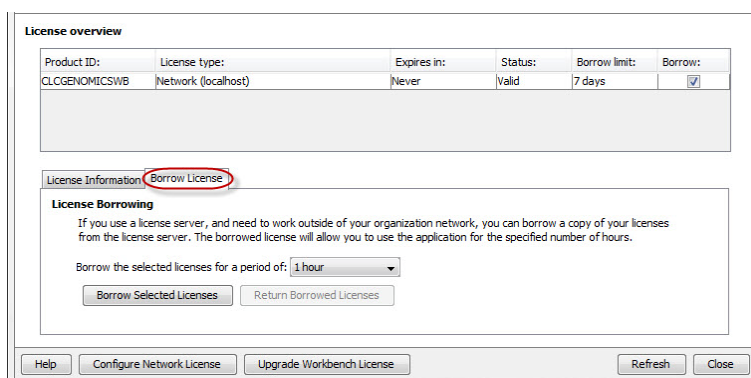 License overview
Product ID: License type: Expires in: Status: Borrow limit: Borrow:
CLCGENOMICSWB Network (localhost) Never Valid 7 days
License Information Borrow License
License Borrowing
If you use a license server, and need to work outside of your organization network, you can borrow a copy of your licenses
from the license server. The borrowed license will allow you to use the application for the specified number of hours.
Borrow the selected licenses for a period of: 1 hour
Borrow Selected Licenses Return Borrowed Licenses
Help Configure Network License Upgrade Workbench License Refresh Close